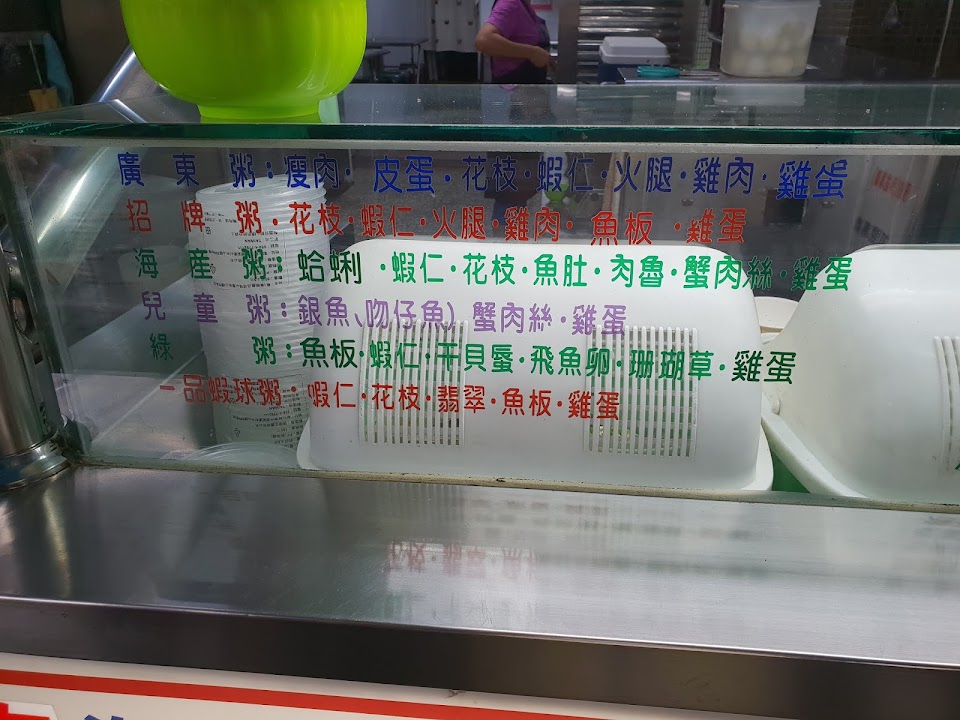 廣東粥：瘦肉·皮蛋·花枝·蝦仁·火腿·雞肉·雞蛋
招牌粥·花枝·蝦仁·火腿·雞肉·魚板·雞蛋
海產粥：蛤蜊·蝦仁·花枝·魚肚·肉魯·蟹肉絲·雞蛋
兒童粥：銀魚、吻仔魚）蟹肉絲·雞蛋
綠 粥：魚板·蝦仁·干貝蜃·飛魚卵·珊瑚草·雞蛋
一品蝦球粥：蝦仁·花枝·翡翠·魚板·雞蛋